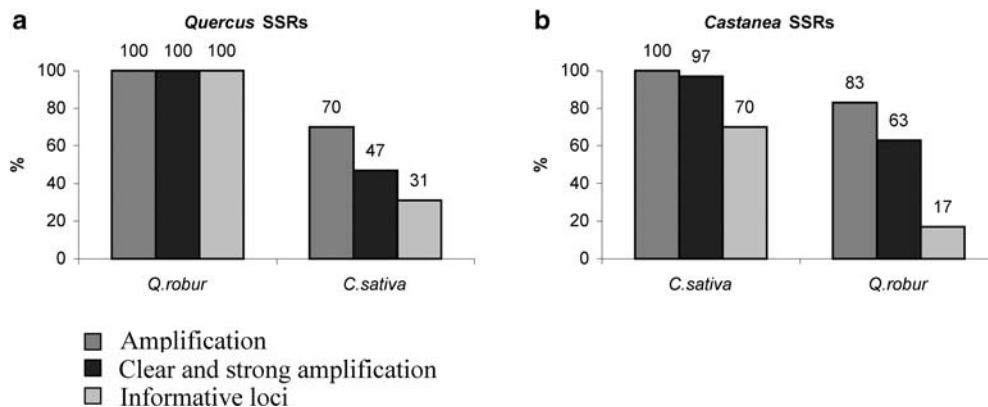 a
Quercus SSRs
100 100 100
70
47
31
100
80
60
40
20
0
%
Q.robur
C.sativa
b
Castanea SSRs
100
97
70
83
63
17
100
80
60
40
20
0
%
C.sativa
Q.robur
Amplification
Clear and strong amplification
Informative loci